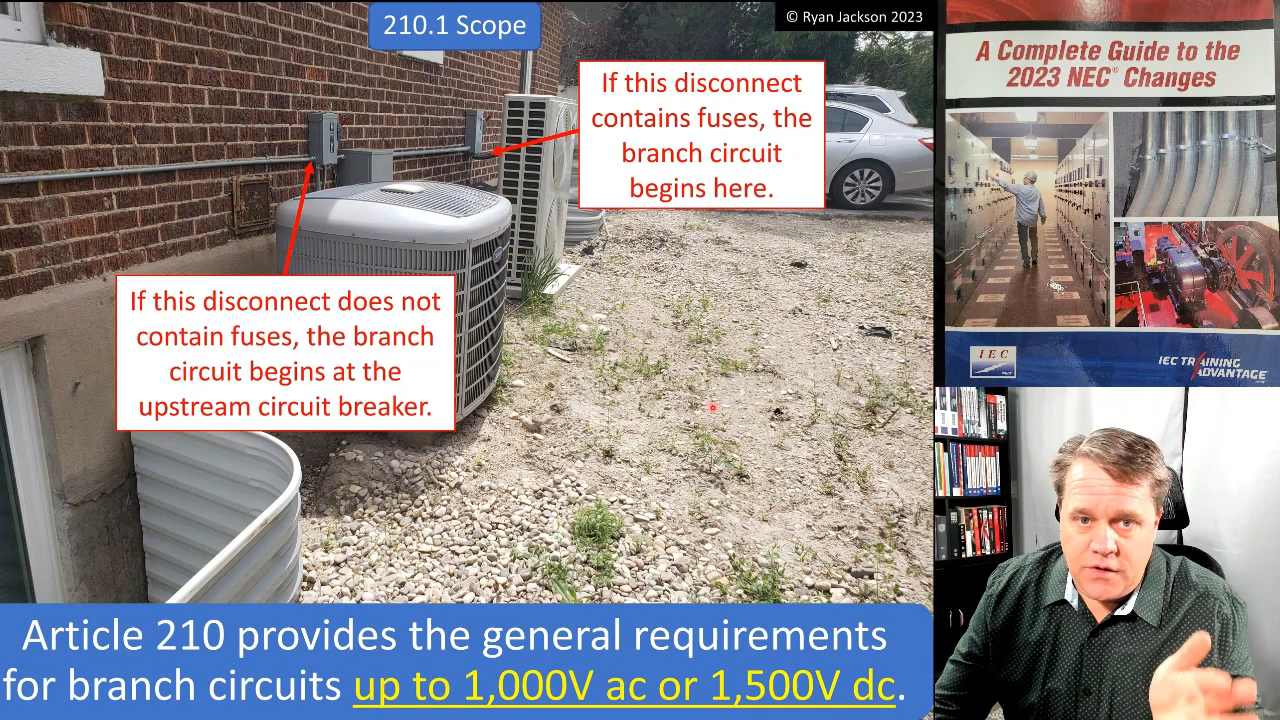 210.1 Scope
© Ryan Jackson 2023
If this disconnect
contains fuses, the
branch circuit
begins here.
If this disconnect does not
contain fuses, the branch
circuit begins at the
upstream circuit breaker.
Article 210 provides the general requirements
for branch circuits up to 1,000V ac or 1,500V dc.
A Complete Guide to the
2023 NEC® Changes
IEC
IEC TRAINING
ADVANTAGE